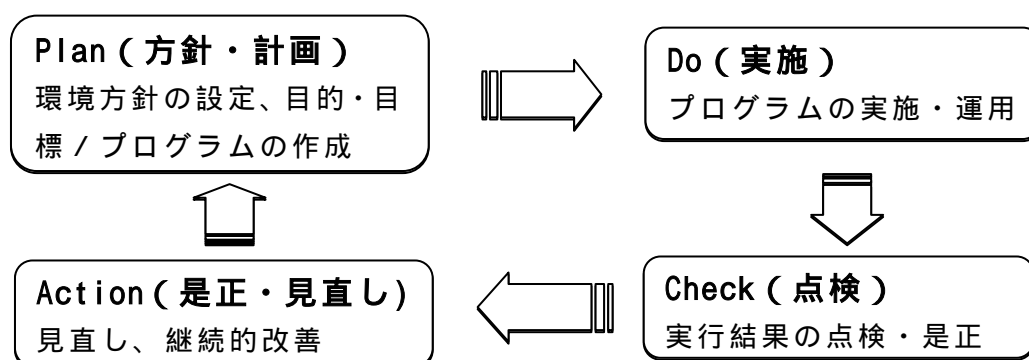 Plan(方針・計画)
環境方針の設定、目的・目
標/プログラムの作成
Do(実施)
プログラムの実施・運用
Check(点検)
実行結果の点検・是正
Action(是正・見直し)
見直し、継続的改善